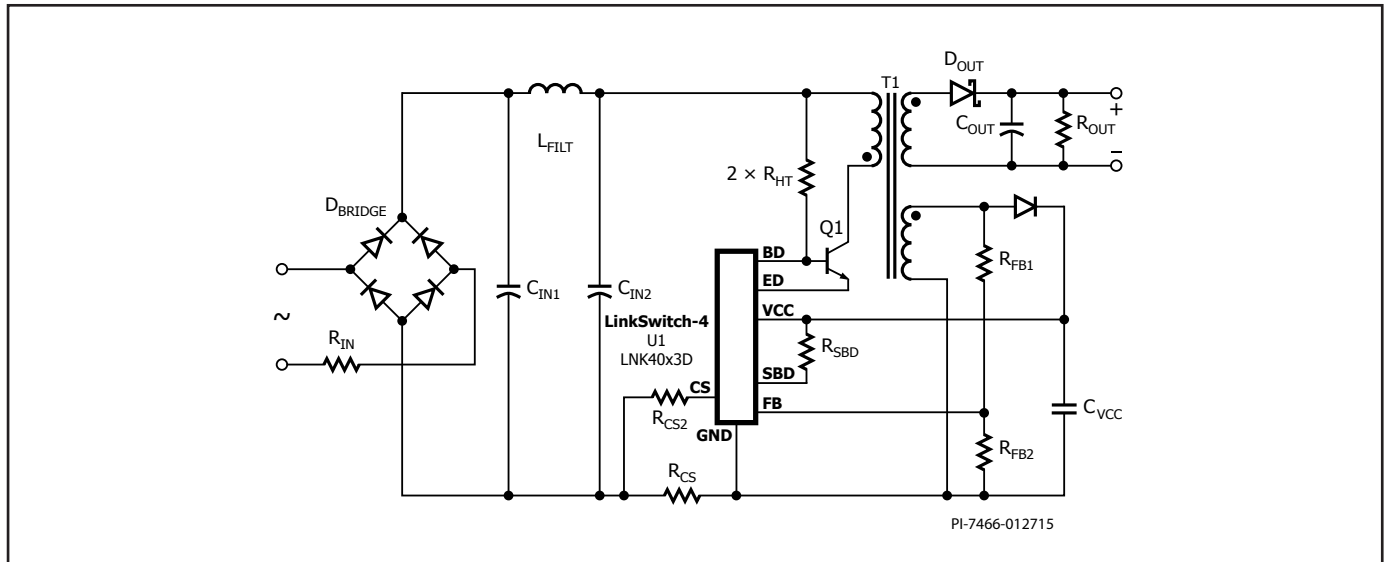 D_OUT
T1
C_OUT
R_OUT
+
−
L_FILT
2 × R_HT
D_BRIDGE
Q1
BD
ED
R_FB1
C_IN1
C_IN2
~
LinkSwitch-4
U1
LNK40x3D
VCC
R_SBD
R_IN
SBD
CS
FB
R_CS2
C_VCC
GND
R_FB2
R_CS
PI-7466-012715